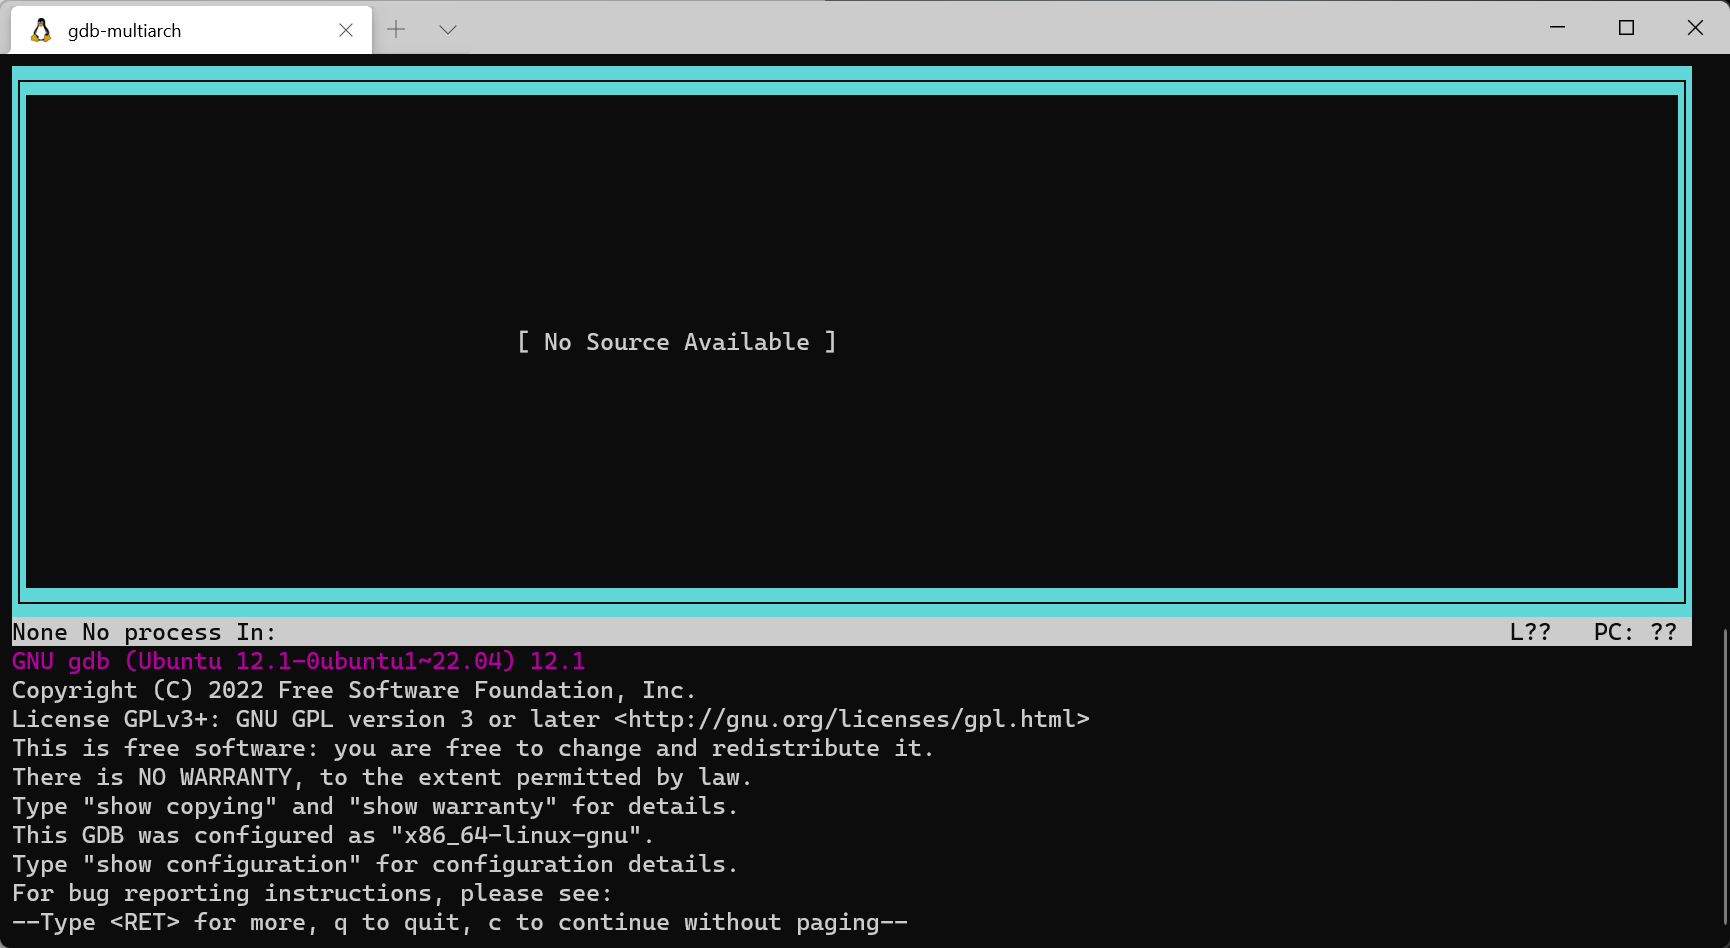 gdb-multiarch
[ No Source Available ]
None No process In: L?? PC: ??
GNU gdb (Ubuntu 12.1-0ubuntu1~22.04) 12.1
Copyright (C) 2022 Free Software Foundation, Inc.
License GPLv3+: GNU GPL version 3 or later <http://gnu.org/licenses/gpl.html>
This is free software: you are free to change and redistribute it.
There is NO WARRANTY, to the extent permitted by law.
Type "show copying" and "show warranty" for details.
This GDB was configured as "x86_64-linux-gnu".
Type "show configuration" for configuration details.
For bug reporting instructions, please see:
--Type <RET> for more, q to quit, c to continue without paging--